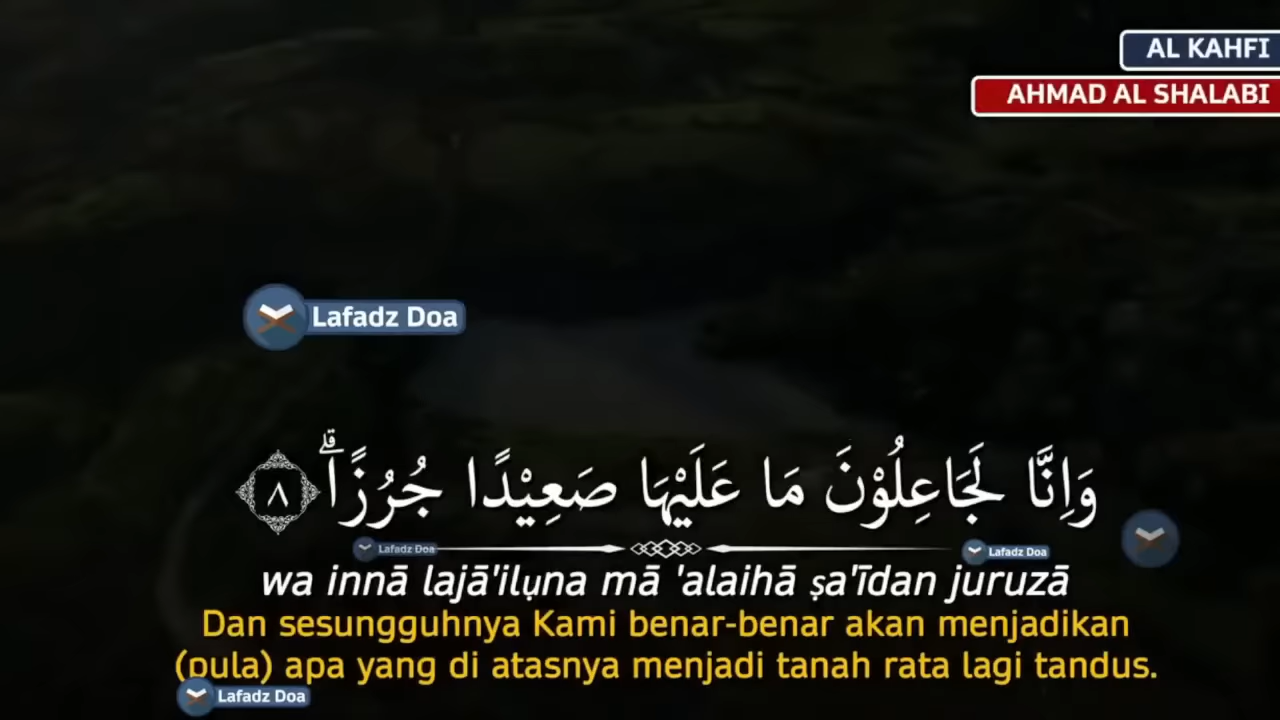 AL KAHFI
AHMAD AL SHALABI
Lafadz Doa
وَاِنَّا لَجَاعِلُوْنَ مَا عَلَيْهَا صَعِيْدًا جُرُزًاۗ ٨
Lafadz Doa
Lafadz Doa
wa innā lajā'ilụna mā 'alaihā ṣa'īdan juruzā
Dan sesungguhnya Kami benar-benar akan menjadikan
(pula) apa yang di atasnya menjadi tanah rata lagi tandus.
Lafadz Doa